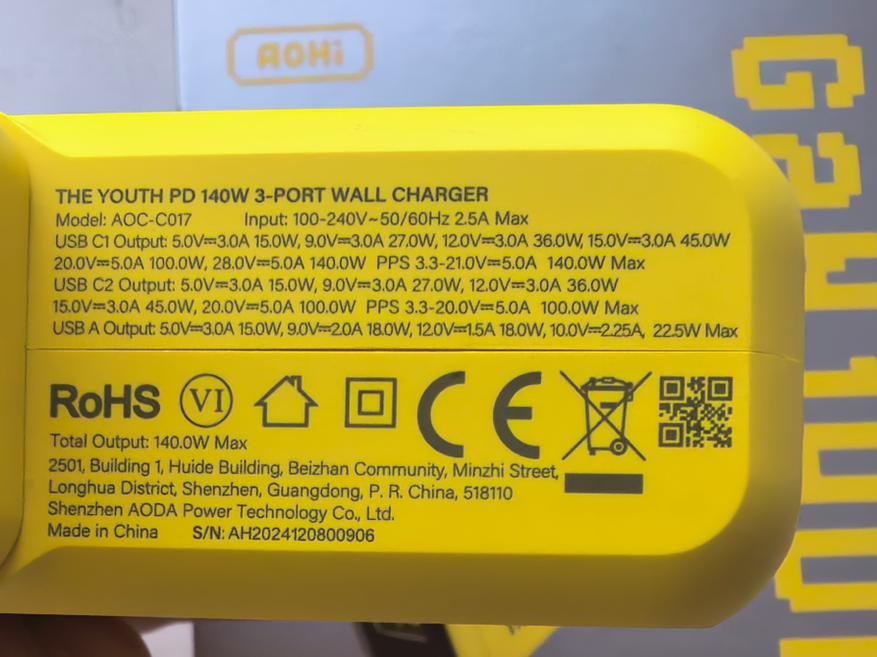 AOHi
THE YOUTH PD 140W 3-PORT WALL CHARGER
Model: AOC-C017 Input: 100-240V~50/60Hz 2.5A Max
USB C1 Output: 5.0V⎓3.0A 15.0W, 9.0V⎓3.0A 27.0W, 12.0V⎓3.0A 36.0W, 15.0V⎓3.0A 45.0W
20.0V⎓5.0A 100.0W, 28.0V⎓5.0A 140.0W PPS 3.3-21.0V⎓5.0A 140.0W Max
USB C2 Output: 5.0V⎓3.0A 15.0W, 9.0V⎓3.0A 27.0W, 12.0V⎓3.0A 36.0W
15.0V⎓3.0A 45.0W, 20.0V⎓5.0A 100.0W PPS 3.3-20.0V⎓5.0A 100.0W Max
USB A Output: 5.0V⎓3.0A 15.0W, 9.0V⎓2.0A 18.0W, 12.0V⎓1.5A 18.0W, 10.0V⎓2.25A, 22.5W Max
RoHS VI CE
Total Output: 140.0W Max
2501, Building 1, Huide Building, Beizhan Community, Minzhi Street,
Longhua District, Shenzhen, Guangdong, P. R. China, 518110
Shenzhen AODA Power Technology Co., Ltd.
Made in China S/N: AH2024120800906